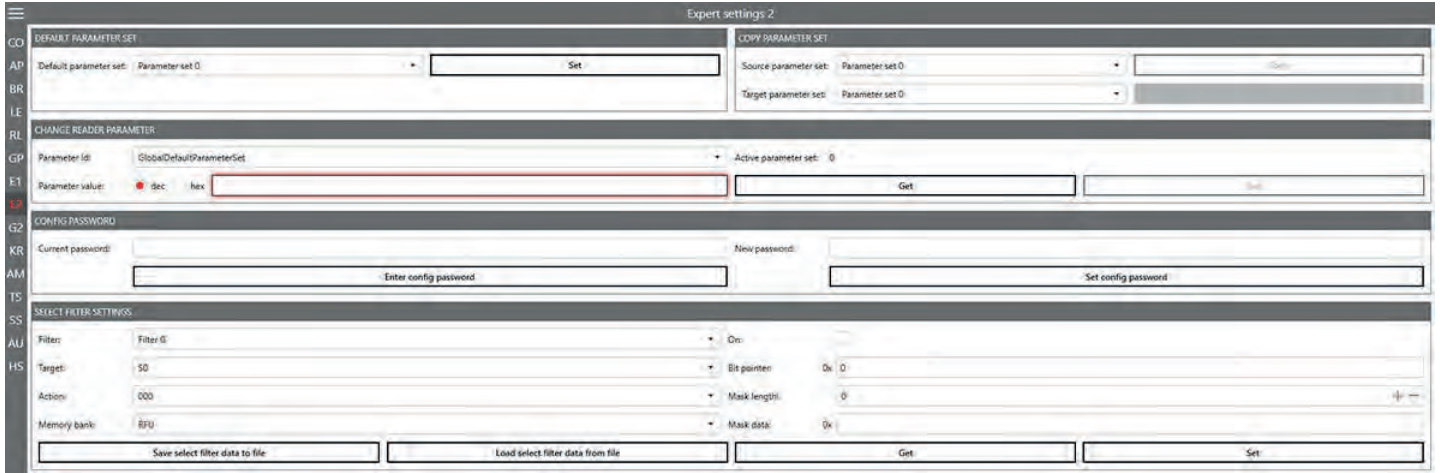 Expert settings 2
CO
AP
BR
LE
RL
GP
E1
E2
G2
KR
AM
TS
SS
AU
HS
DEFAULT PARAMETER SET
Default parameter set: Parameter set 0 Set
COPY PARAMETER SET
Source parameter set: Parameter set 0
Target parameter set: Parameter set 0
CHANGE READER PARAMETER
Parameter Id: GlobalDefaultParameterSet Active parameter set: 0
Parameter value: dec hex Get Set
CONFIG PASSWORD
Current password: New password:
Enter config password Set config password
SELECT FILTER SETTINGS
Filter: Filter 0 On:
Target: S0 Bit pointer: 0x 0
Action: 000 Mask length: 0 + −
Memory bank: RFU Mask data: 0x
Save select filter data to file Load select filter data from file Get Set